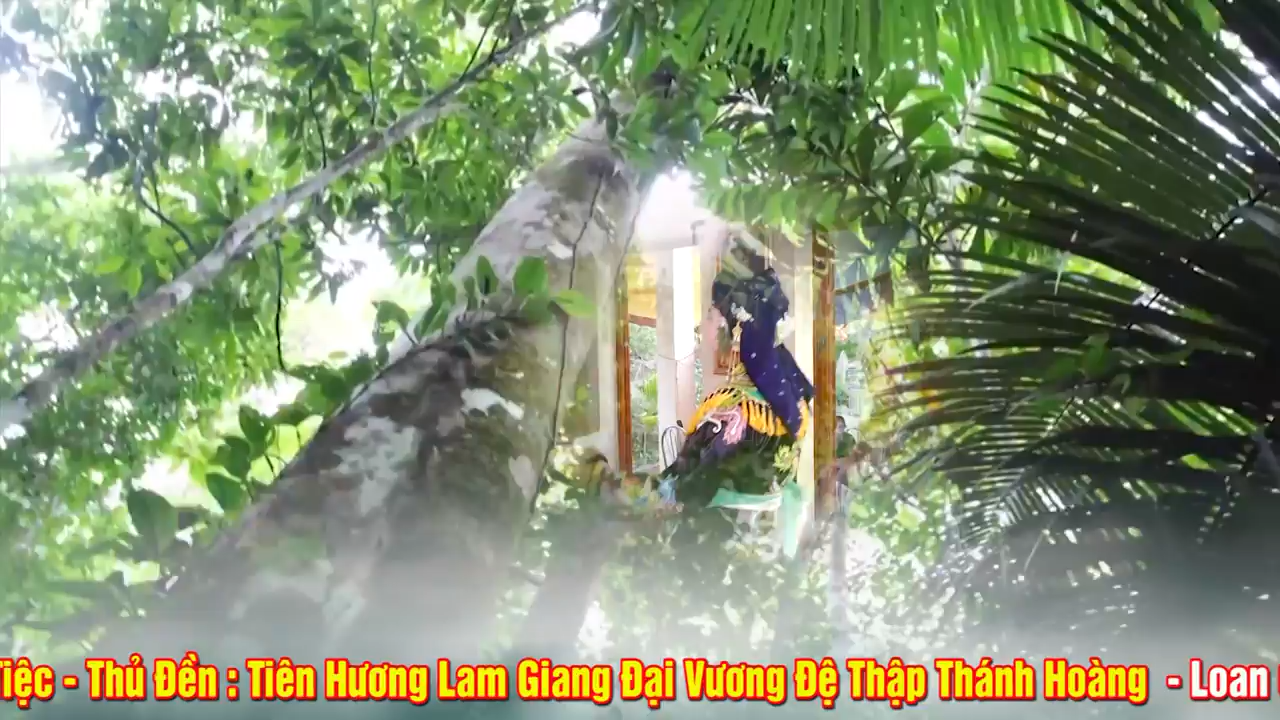 Tiệc - Thủ Đền : Tiên Hương Lam Giang Đại Vương Đệ Thập Thánh Hoàng - Loan